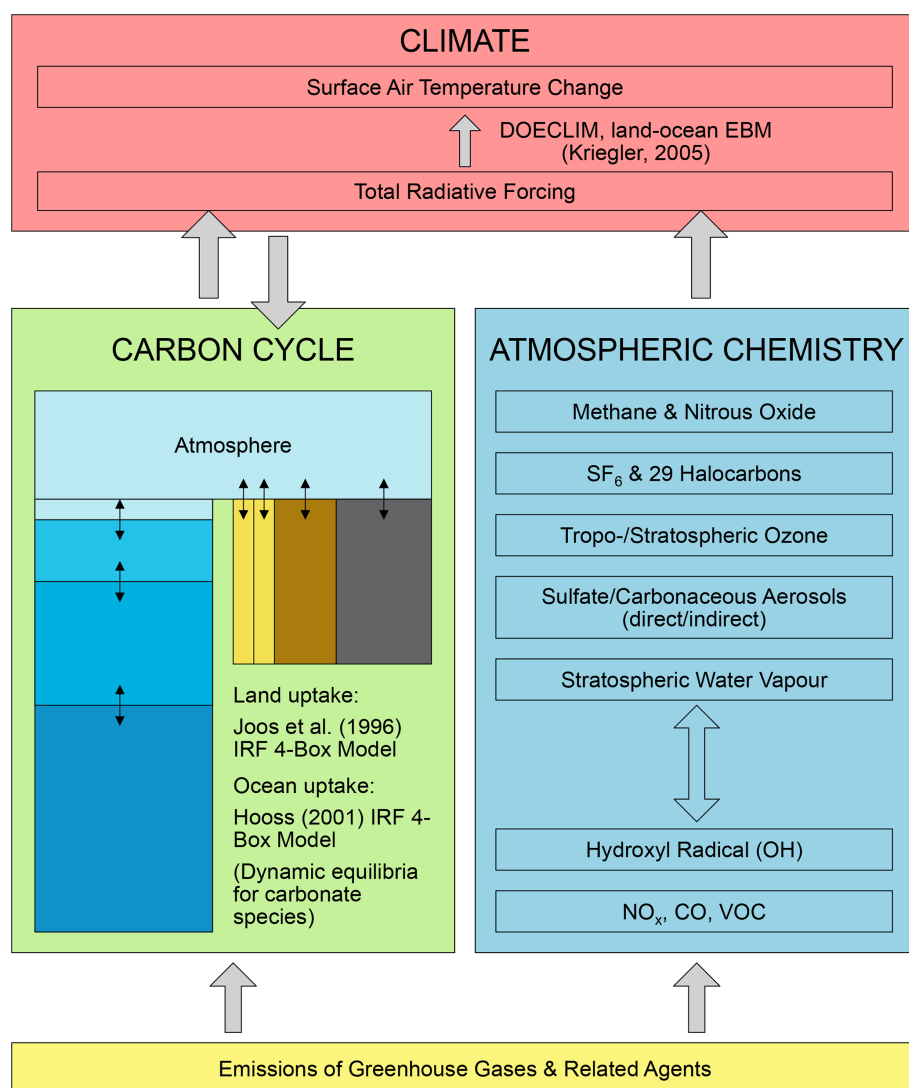 CLIMATE
Surface Air Temperature Change
DOECLIM, land-ocean EBM
(Kriegler, 2005)
Total Radiative Forcing
CARBON CYCLE
Atmosphere
Land uptake:
Joos et al. (1996)
IRF 4-Box Model
Ocean uptake:
Hooss (2001) IRF 4-
Box Model
(Dynamic equilibria
for carbonate
species)
ATMOSPHERIC CHEMISTRY
Methane & Nitrous Oxide
SF6 & 29 Halocarbons
Tropo-/Stratospheric Ozone
Sulfate/Carbonaceous Aerosols
(direct/indirect)
Stratospheric Water Vapour
Hydroxyl Radical (OH)
NOx, CO, VOC
Emissions of Greenhouse Gases & Related Agents